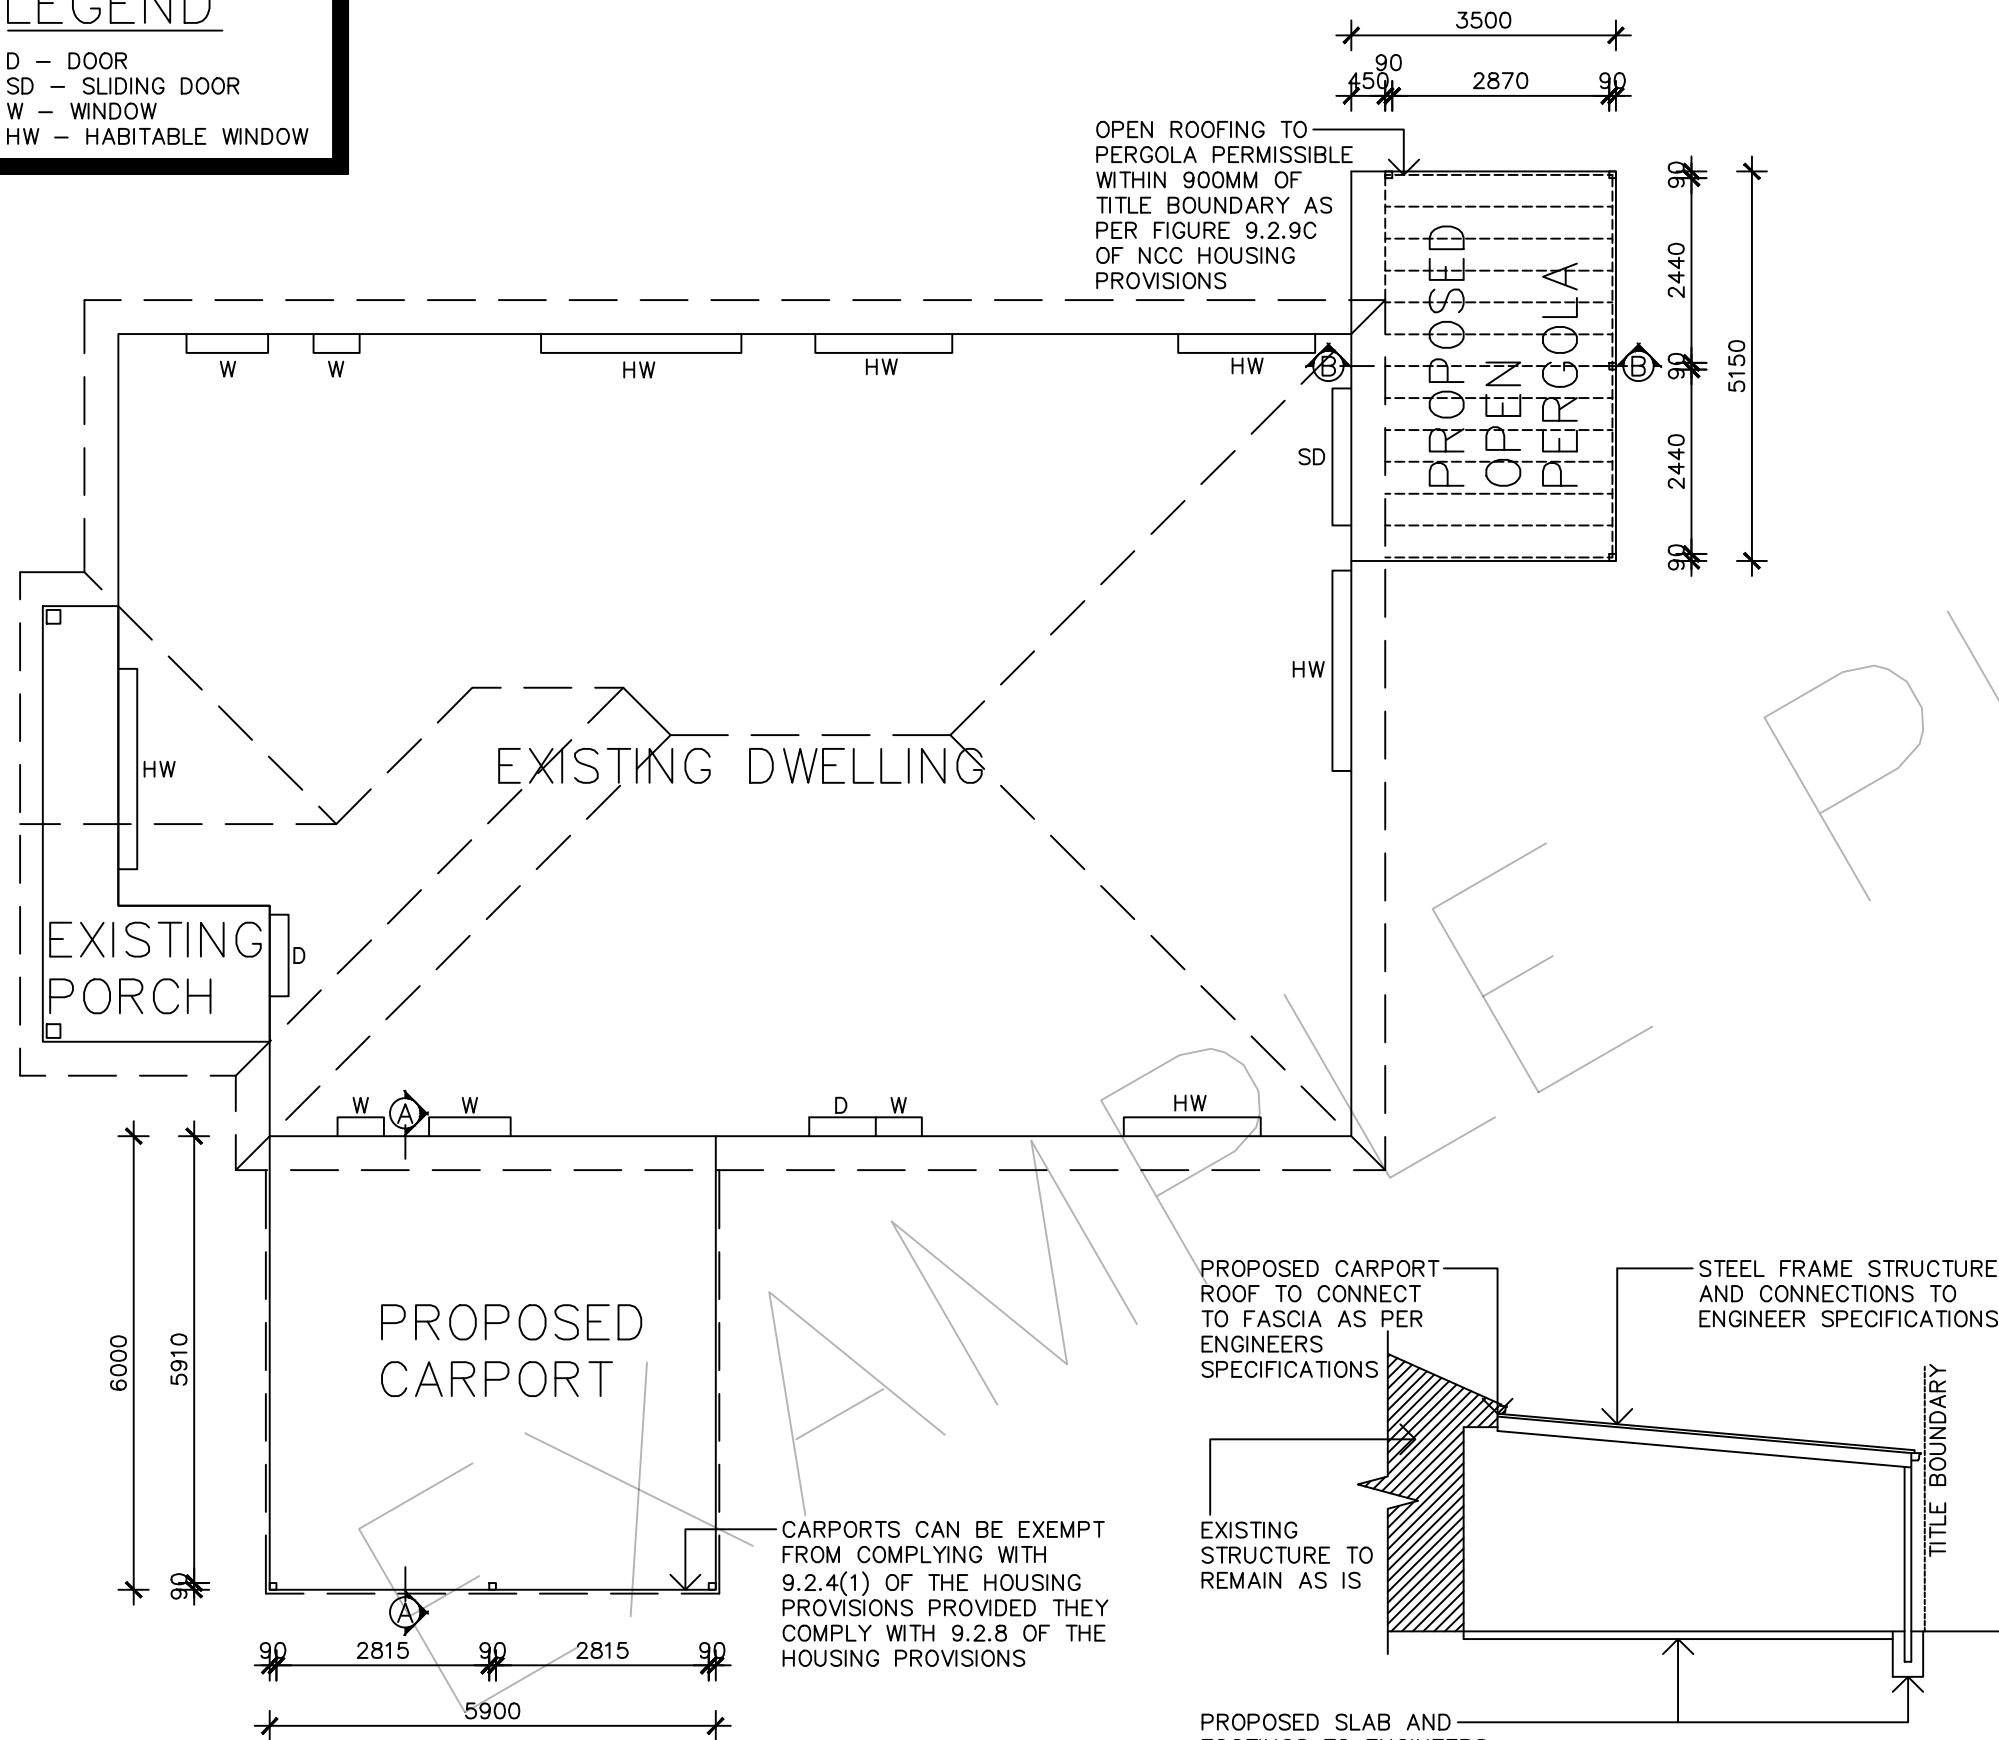 LEGEND
D – DOOR
SD – SLIDING DOOR
W – WINDOW
HW – HABITABLE WINDOW
3500
90
450
2870
90
OPEN ROOFING TO
PERGOLA PERMISSIBLE
WITHIN 900MM OF
TITLE BOUNDARY AS
PER FIGURE 9.2.9C
OF NCC HOUSING
PROVISIONS
PROPOSED
OPEN
PERGOLA
90
2440
90
2440
90
5150
W
W
HW
HW
HW
B
B
SD
HW
HW
EXISTING DWELLING
EXISTING
PORCH
D
W
A
W
D
W
HW
PROPOSED
CARPORT
6000
5910
90
A
90
2815
90
2815
90
5900
CARPORTS CAN BE EXEMPT
FROM COMPLYING WITH
9.2.4(1) OF THE HOUSING
PROVISIONS PROVIDED THEY
COMPLY WITH 9.2.8 OF THE
HOUSING PROVISIONS
PROPOSED CARPORT
ROOF TO CONNECT
TO FASCIA AS PER
ENGINEERS
SPECIFICATIONS
STEEL FRAME STRUCTURE
AND CONNECTIONS TO
ENGINEER SPECIFICATIONS
TITLE BOUNDARY
EXISTING
STRUCTURE TO
REMAIN AS IS
PROPOSED SLAB AND
EXAMPLE P